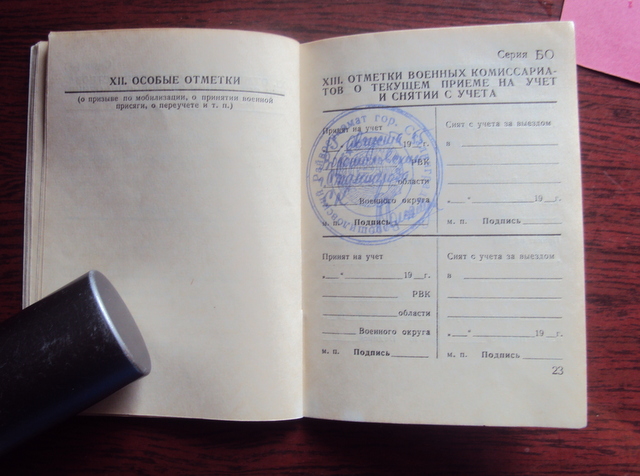 XII. ОСОБЫЕ ОТМЕТКИ
(о призыве по мобилизации, о принятии военной
присяги, о переучете и т. п.)
Серия БО
XIII. ОТМЕТКИ ВОЕННЫХ КОМИССАРИА-
ТОВ О ТЕКУЩЕМ ПРИЕМЕ НА УЧЕТ
И СНЯТИИ С УЧЕТА
Принят на учет
августа 19 г.
РВК
области
Военного округа
м. п. Подпись
Снят с учета за выездом
в
„ “ 19 г.
м. п. Подпись
Принят на учет
„ “ 19 г.
РВК
области
Военного округа
м. п. Подпись
Снят с учета за выездом
в
„ “ 19 г.
м. п. Подпись
23